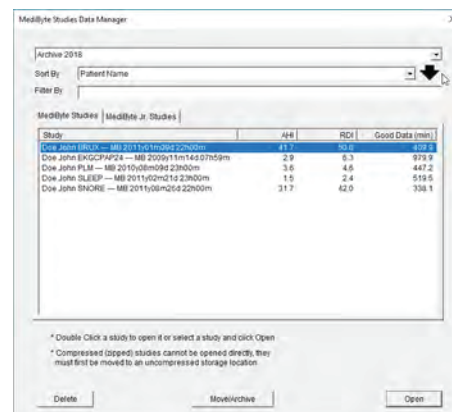 MediByte Studies Data Manager
Archive 2018
Sort By Patient Name
Filter By
MediByte Studies MediByte Jr. Studies
Study AHI RDI Good Data (min)
Doe John BRUX — MB 2011y01m09d 22h00m 41.7 50.0 409.9
Doe John EKGCPAP24 — MB 2009y11m14d 07h59m 2.9 6.3 979.9
Doe John PLM — MB 2010y08m09d 23h00m 3.6 4.6 447.2
Doe John SLEEP — MB 2011y02m21d 23h00m 1.5 2.4 519.5
Doe John SNORE — MB 2011y08m25d 22h00m 31.7 42.0 338.1
* Double Click a study to open it or select a study and click Open
* Compressed (zipped) studies cannot be opened directly, they
must first be moved to an uncompressed storage location
Delete Move/Archive Open